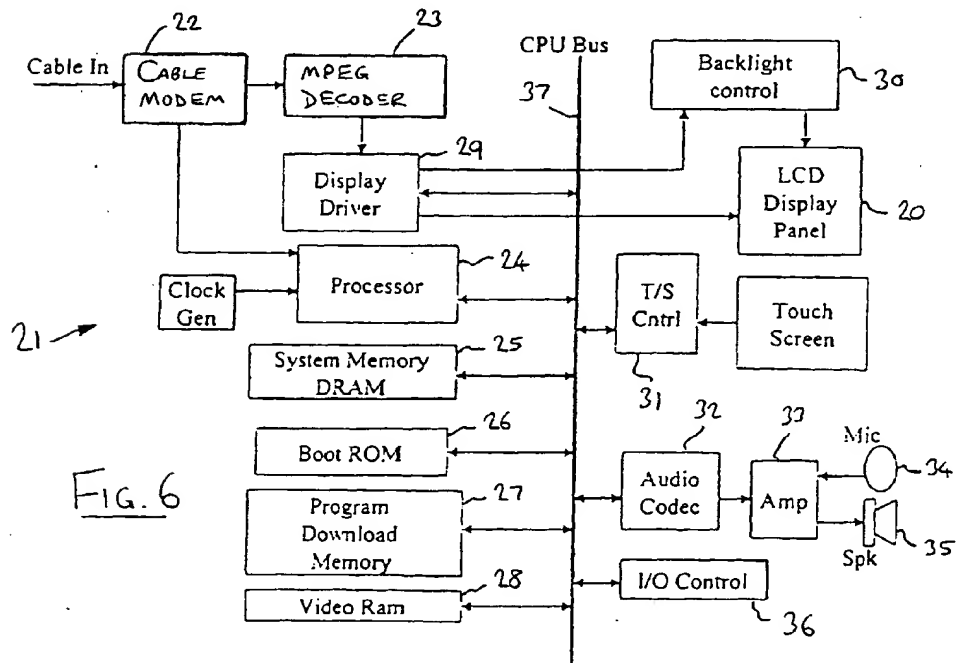 22
23
CPU Bus
Cable In
CABLE
MODEM
MPEG
DECODER
37
Backlight
control
30
29
Display
Driver
LCD
Display
Panel
20
24
Processor
Clock
Gen
21
T/S
Cntrl
31
Touch
Screen
25
System Memory
DRAM
26
Boot ROM
32
33
Mic
34
Audio
Codec
Amp
Spk
35
FIG. 6
27
Program
Download
Memory
28
Video Ram
I/O Control
36